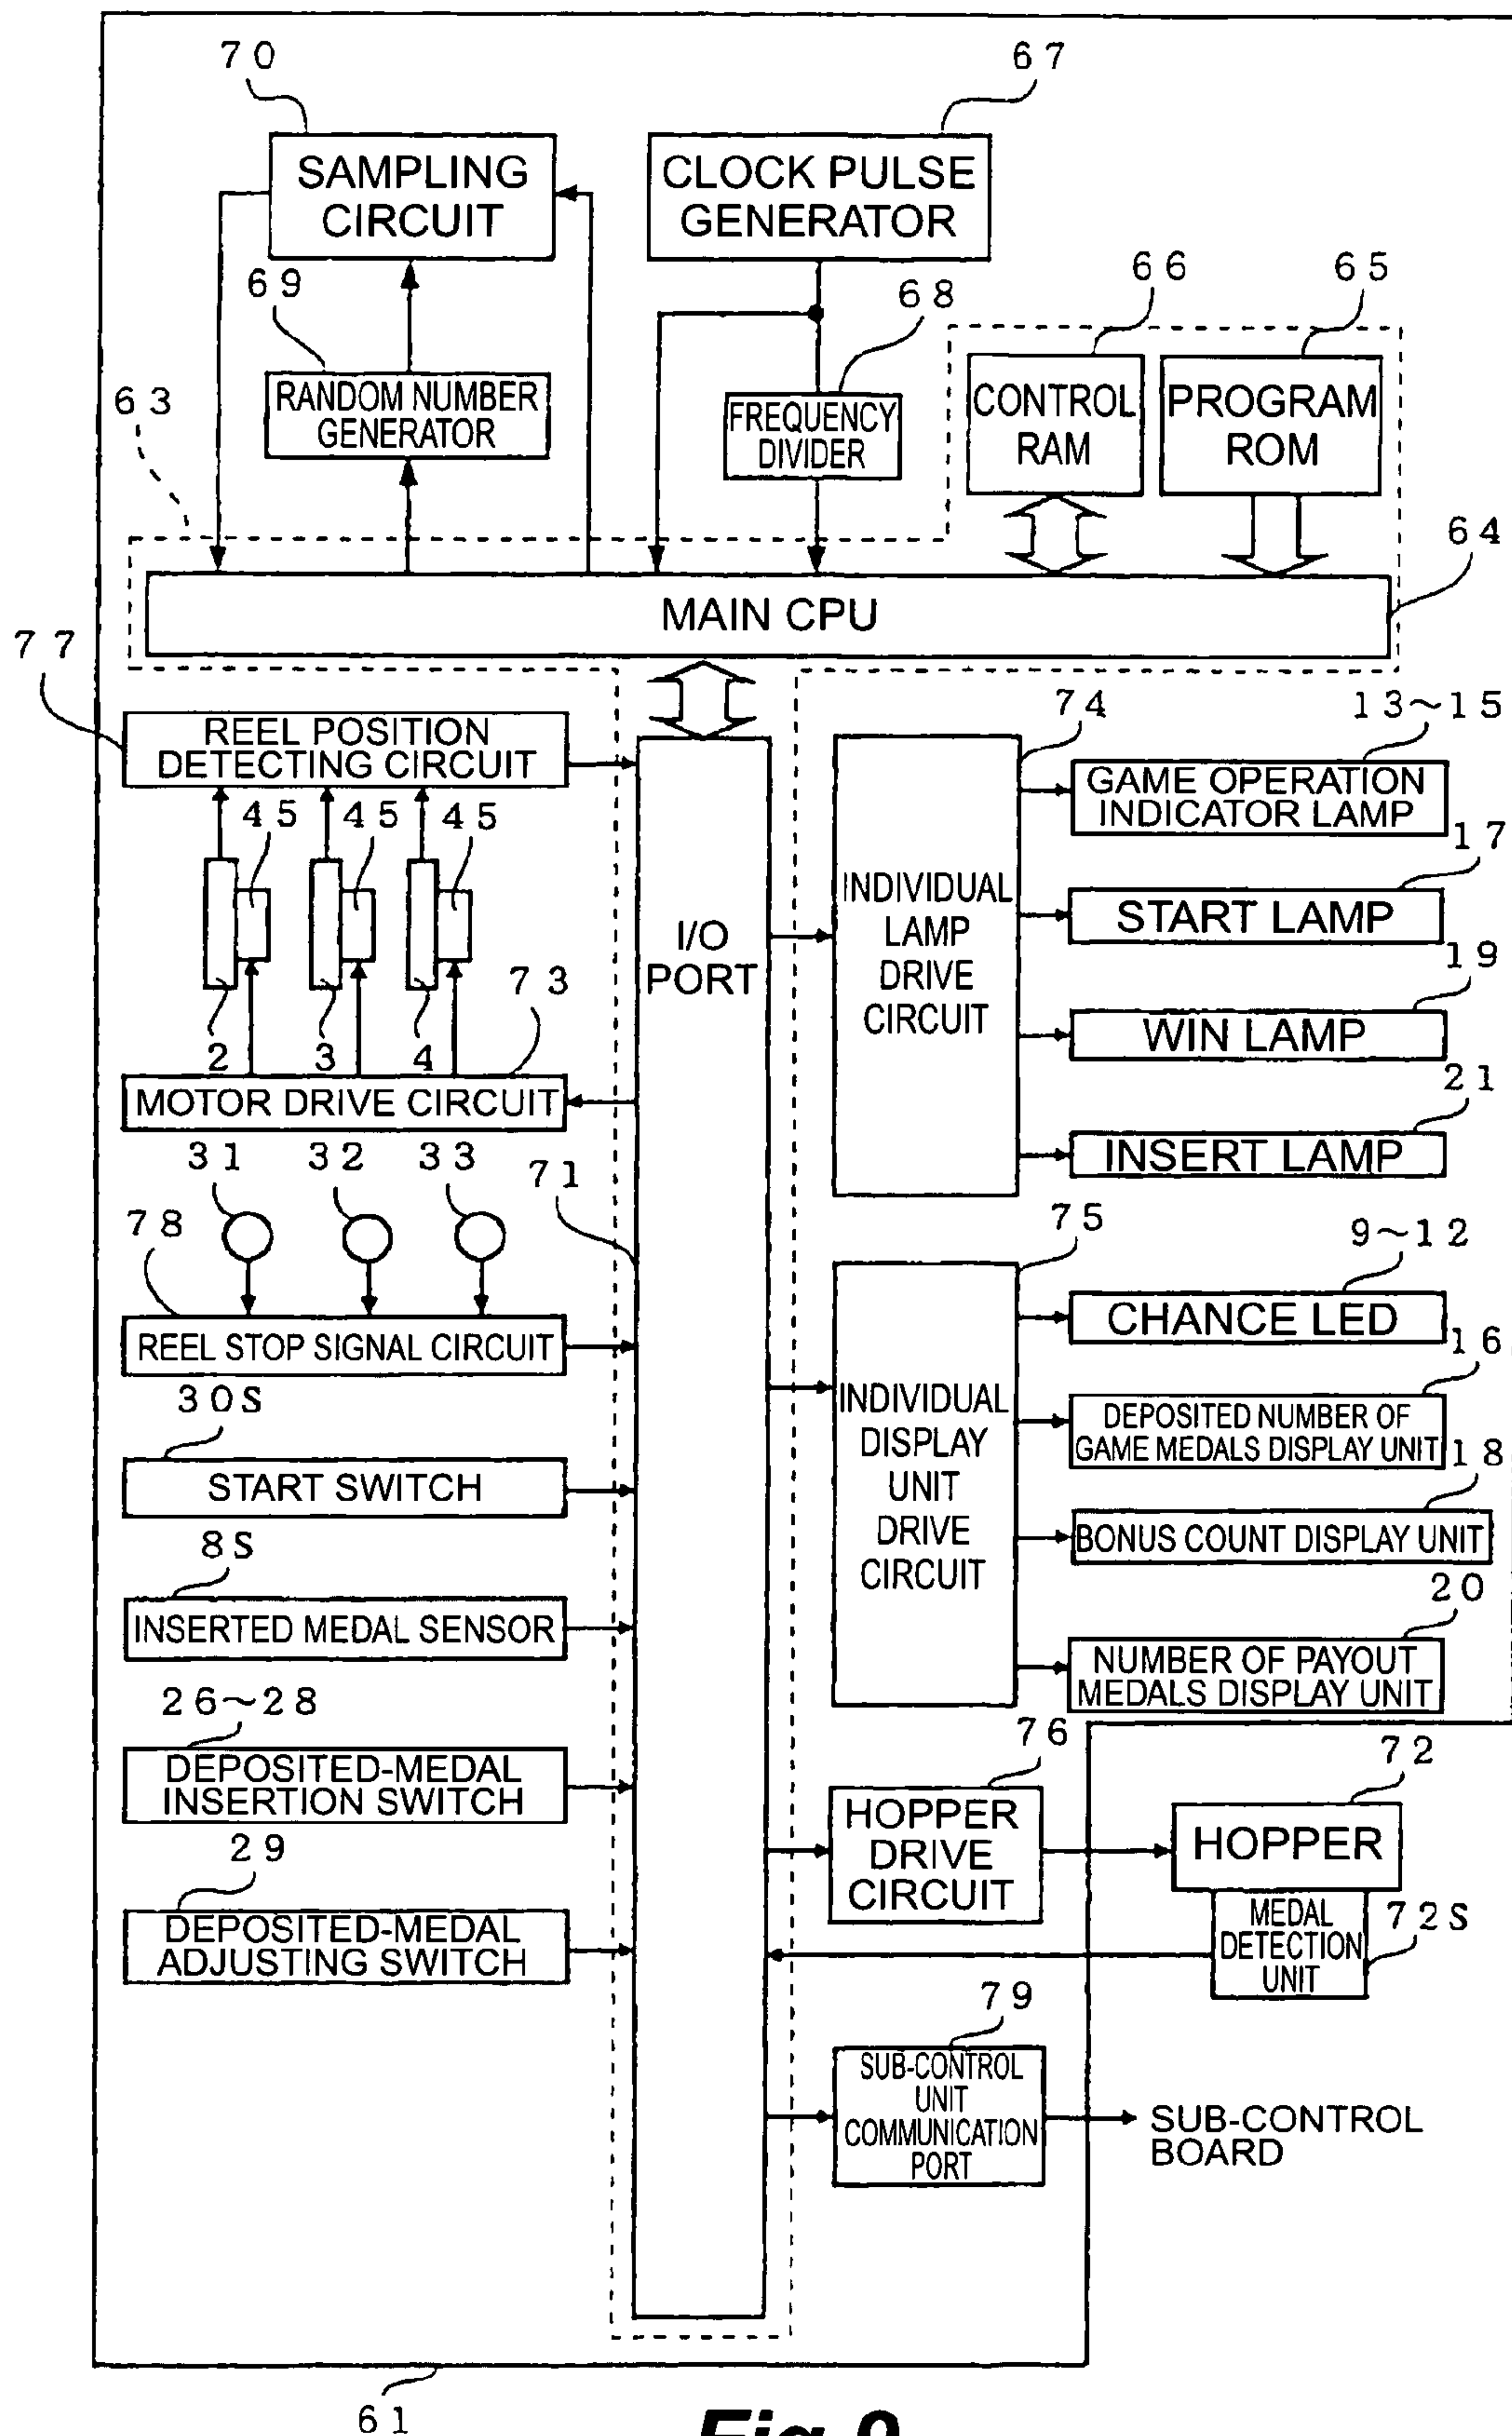 70
67
SAMPLING
CIRCUIT
CLOCK PULSE
GENERATOR
69
68
66
65
63
RANDOM NUMBER
GENERATOR
FREQUENCY
DIVIDER
CONTROL
RAM
PROGRAM
ROM
64
MAIN CPU
77
REEL POSITION
DETECTING CIRCUIT
45
45
45
2
3
4
73
MOTOR DRIVE CIRCUIT
31
32
33
71
78
REEL STOP SIGNAL CIRCUIT
30S
START SWITCH
8S
INSERTED MEDAL SENSOR
26~28
DEPOSITED-MEDAL
INSERTION SWITCH
29
DEPOSITED-MEDAL
ADJUSTING SWITCH
I/O
PORT
74
INDIVIDUAL
LAMP
DRIVE
CIRCUIT
13~15
GAME OPERATION
INDICATOR LAMP
17
START LAMP
19
WIN LAMP
21
INSERT LAMP
75
INDIVIDUAL
DISPLAY
UNIT
DRIVE
CIRCUIT
9~12
CHANCE LED
16
DEPOSITED NUMBER OF
GAME MEDALS DISPLAY UNIT
18
BONUS COUNT DISPLAY UNIT
20
NUMBER OF PAYOUT
MEDALS DISPLAY UNIT
76
HOPPER
DRIVE
CIRCUIT
72
HOPPER
MEDAL
DETECTION
UNIT
72S
79
SUB-CONTROL
UNIT
COMMUNICATION
PORT
SUB-CONTROL
BOARD
61
Fig.9